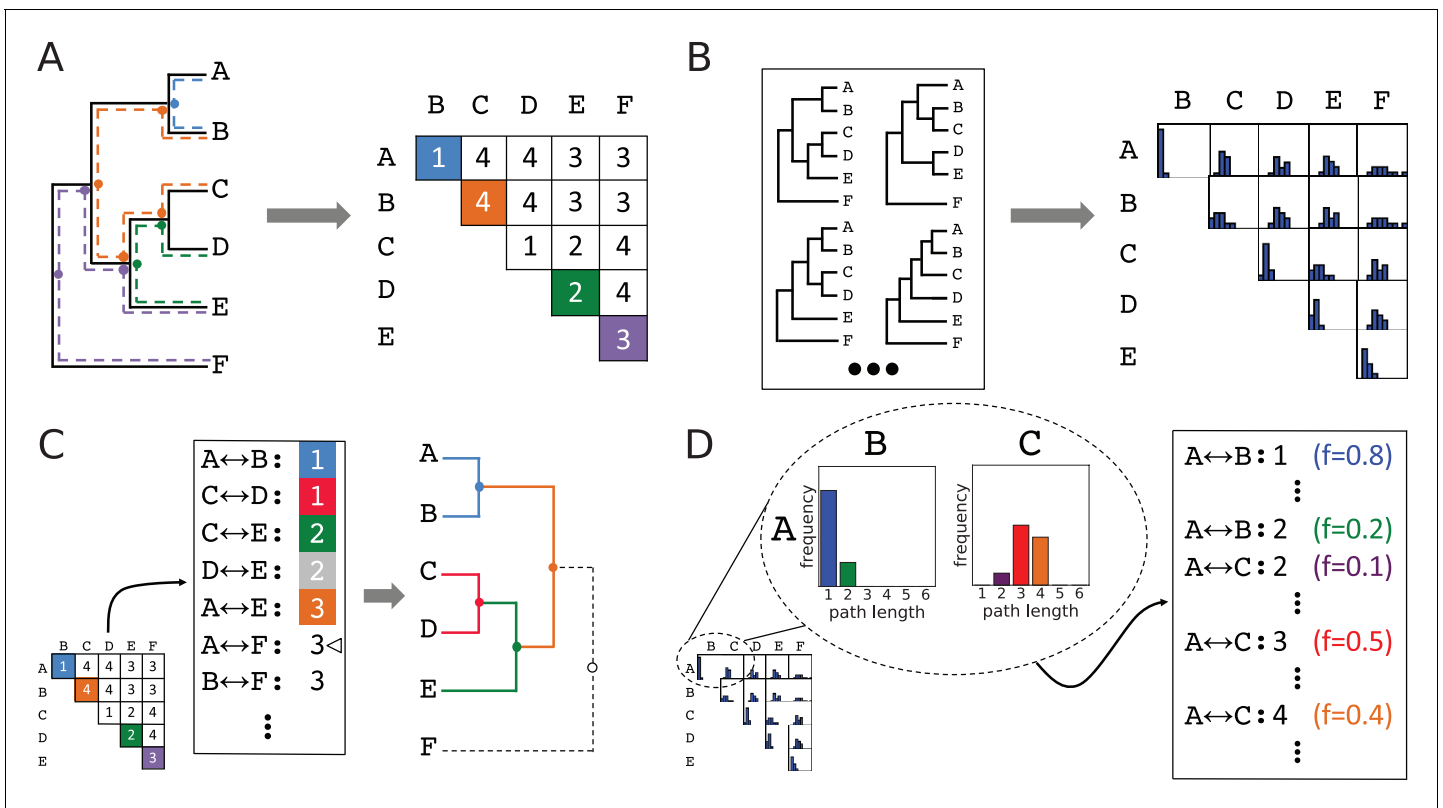 A
A
B
C
D
E
F
B C D E F
A 1 4 4 3 3
B 4 4 3 3
C 1 2 4
D 2 4
E 3
B
A
B
C
D
E
F
A
B
C
D
E
F
A
B
C
D
E
F
A
B
C
D
E
F
B C D E F
A
B
C
D
E
C
B C D E F
A 1 4 4 3 3
B 4 4 3 3
C 1 2 4
D 2 4
E 3
A↔B: 1
C↔D: 1
C↔E: 2
D↔E: 2
A↔E: 3
A↔F: 3
B↔F: 3
A
B
C
D
E
F
D
B C
A
frequency
1 2 3 4 5 6
path length
frequency
1 2 3 4 5 6
path length
B C D E F
A
B
C
D
E
A↔B:1 (f=0.8)
A↔B:2 (f=0.2)
A↔C:2 (f=0.1)
A↔C:3 (f=0.5)
A↔C:4 (f=0.4)